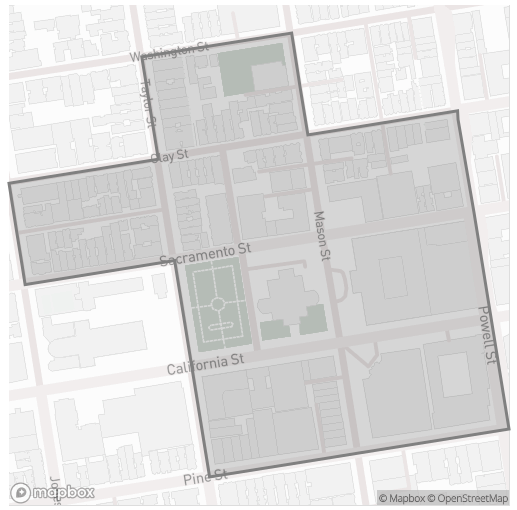 Washington St
Taylor St
Clay St
Mason St
Sacramento St
Powell St
California St
Pine St
mapbox
© Mapbox © OpenStreetMap